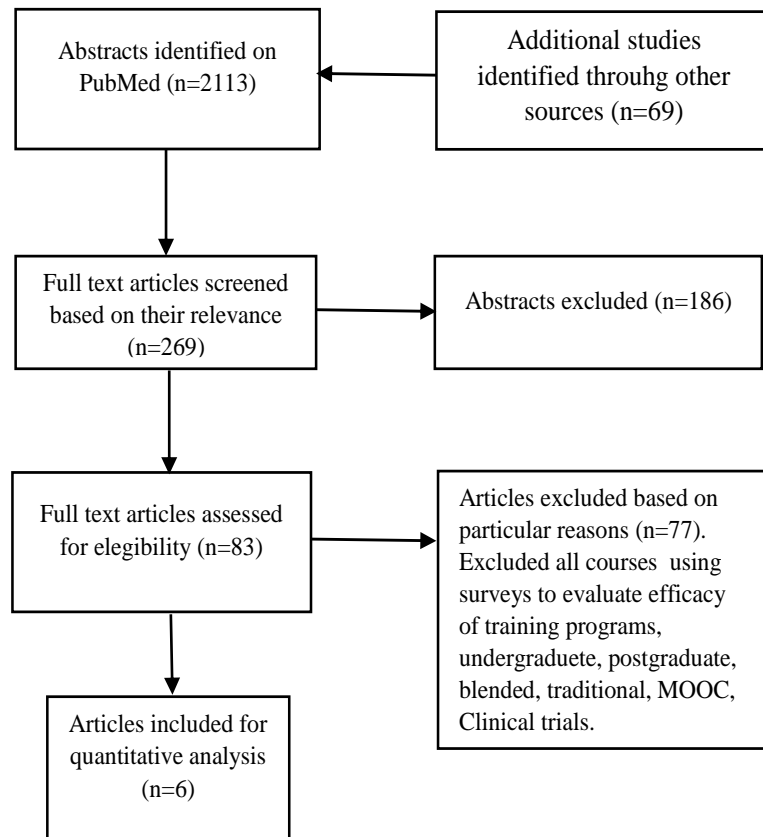 Abstracts identified on
PubMed (n=2113)
Additional studies
identified throuhg other
sources (n=69)
Full text articles screened
based on their relevance
(n=269)
Abstracts excluded (n=186)
Full text articles assessed
for elegibility (n=83)
Articles excluded based on
particular reasons (n=77).
Excluded all courses using
surveys to evaluate efficacy
of training programs,
undergraduete, postgraduate,
blended, traditional, MOOC,
Clinical trials.
Articles included for
quantitative analysis
(n=6)